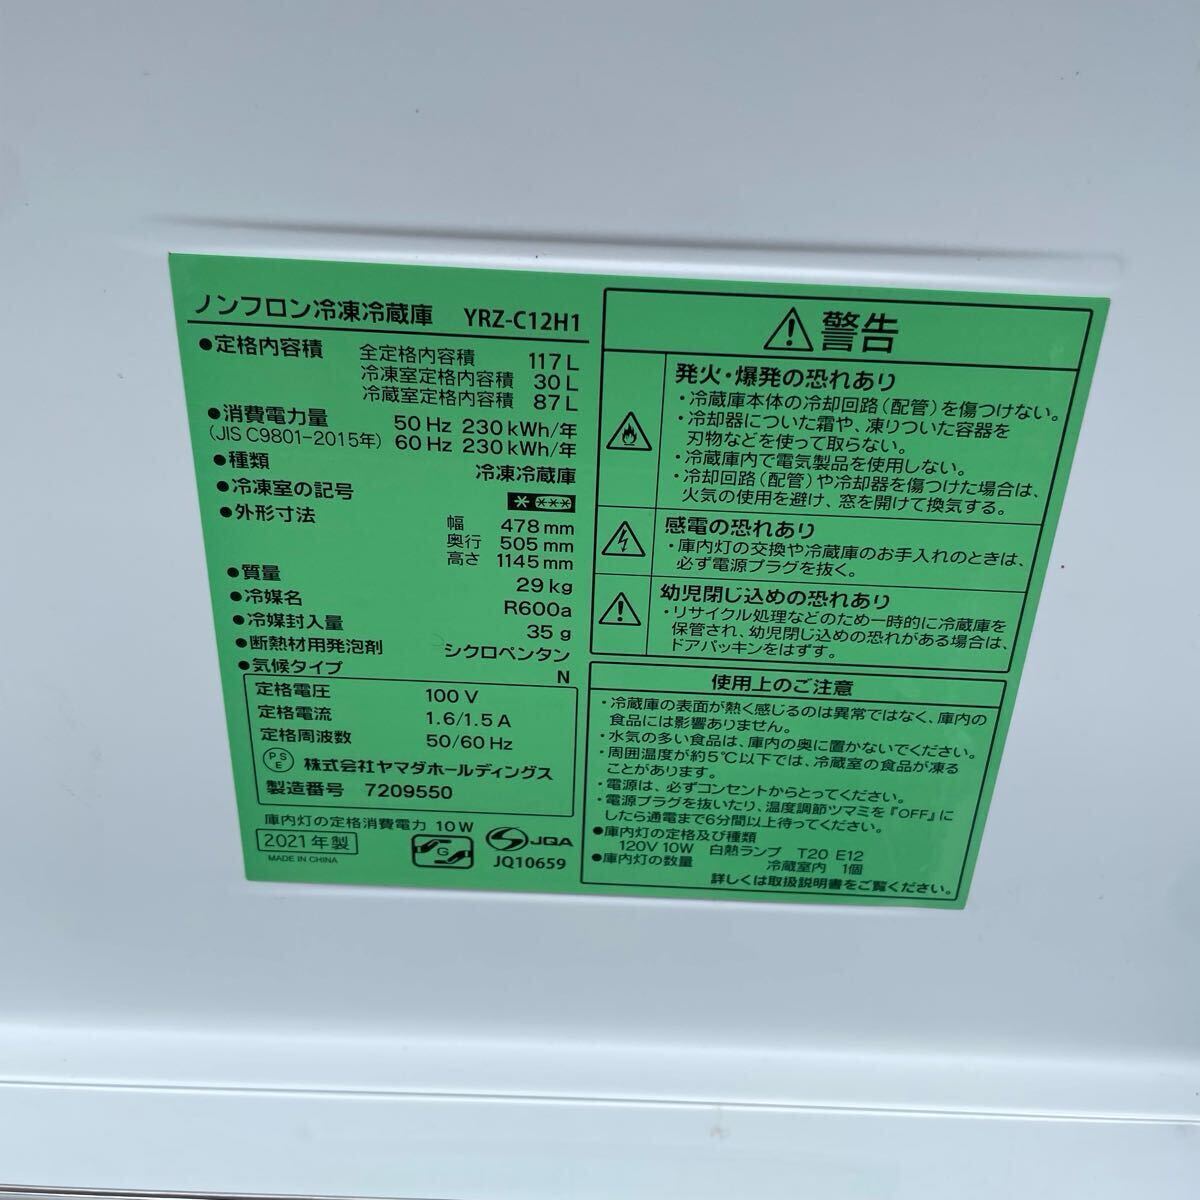 ノンフロン冷凍冷蔵庫 YRZ-C12H1
●定格内容積 全定格内容積 117L
冷凍室定格内容積 30L
冷蔵室定格内容積 87L
●消費電力量 50Hz 230kWh/年
(JIS C9801-2015年) 60Hz 230kWh/年
●種類 冷凍冷蔵庫
●冷凍室の記号
●外形寸法 幅 478mm
奥行 505mm
高さ 1145mm
●質量 29kg
●冷媒名 R600a
●冷媒封入量 35g
●断熱材用発泡剤 シクロペンタン
●気候タイプ N
定格電圧 100V
定格電流 1.6/1.5A
定格周波数 50/60Hz
PSE 株式会社ヤマダホールディングス
製造番号 7209550
庫内灯の定格消費電力 10W
2021年製
MADE IN CHINA
G
JQA
JQ10659
警告
発火・爆発の恐れあり
・冷蔵庫本体の冷却回路(配管)を傷つけない。
・冷却器についた霜や、凍りついた容器を
刃物などを使って取らない。
・冷蔵庫内で電気製品を使用しない。
・冷却回路(配管)や冷却器を傷つけた場合は、
火気の使用を避け、窓を開けて換気する。
感電の恐れあり
・庫内灯の交換や冷蔵庫のお手入れのときは、
必ず電源プラグを抜く。
幼児閉じ込めの恐れあり
・リサイクル処理などのため一時的に冷蔵庫を
保管され、幼児閉じ込めの恐れがある場合は、
ドアパッキンをはずす。
使用上のご注意
・冷蔵庫の表面が熱く感じるのは異常ではなく、庫内の
食品には影響ありません。
・水気の多い食品は、庫内の奥に置かないでください。
・周囲温度が約5℃以下では、冷蔵室の食品が凍る
ことがあります。
・電源は、必ずコンセントからとってください。
・電源プラグを抜いたり、温度調節ツマミを『OFF』に
したら通電まで6分間以上待ってください。
●庫内灯の定格及び種類
120V 10W 白熱ランプ T20 E12
●庫内灯の数量 冷蔵室内 1個
詳しくは取扱説明書をご覧ください。